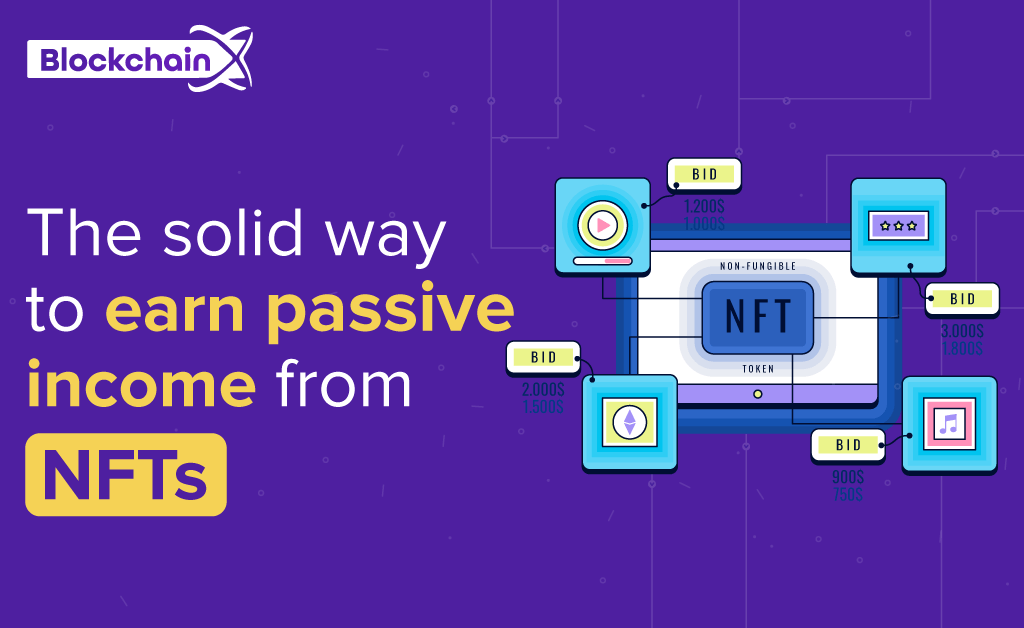 BlockchainX
The solid way
to earn passive
income from
NFTs
BID
1.200$
1.000$
BID
3.000$
1.800$
NON-FUNGIBLE
NFT
TOKEN
BID
2.000$
1.500$
BID
900$
750$